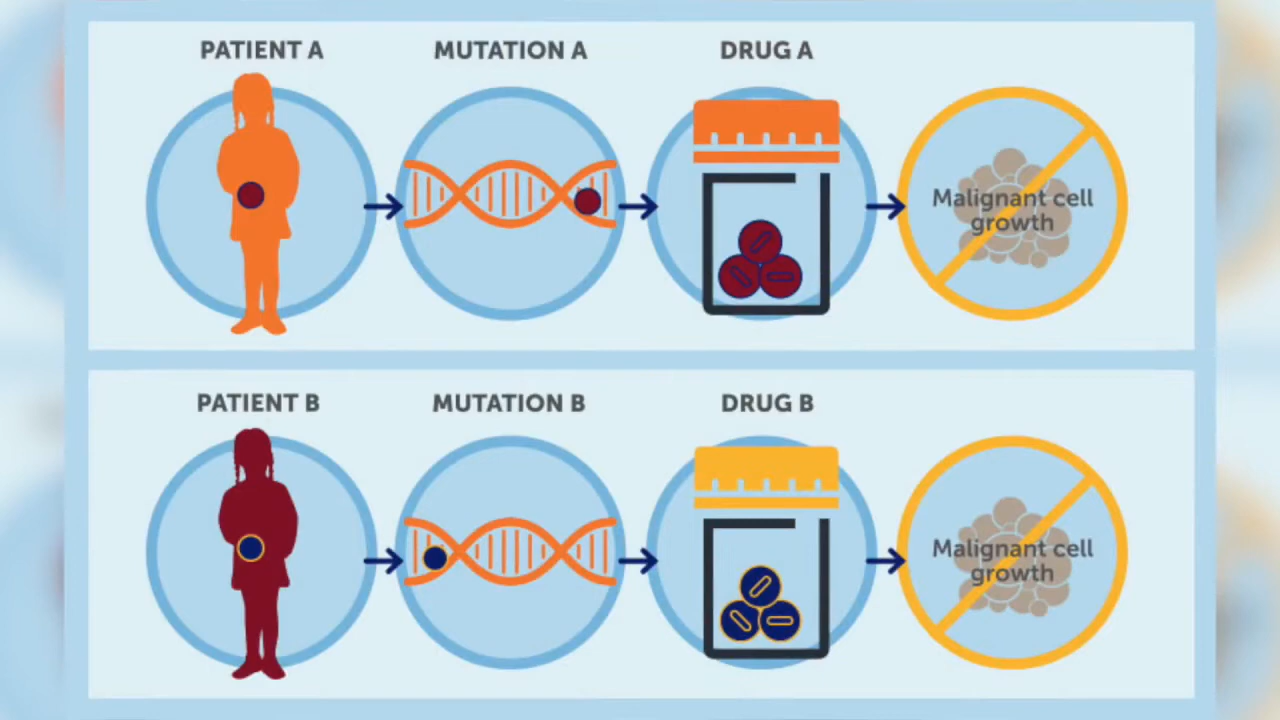 PATIENT A
MUTATION A
DRUG A
Malignant cell
growth
PATIENT B
MUTATION B
DRUG B
Malignant cell
growth